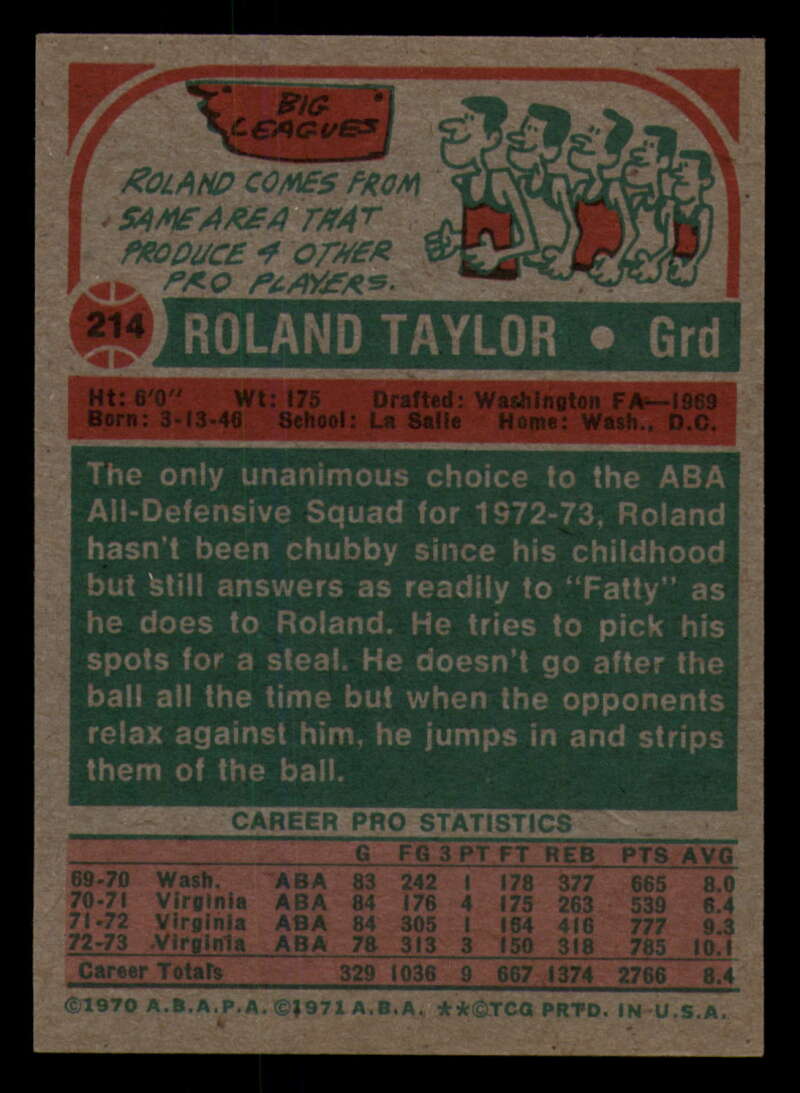 BIG
LEAGUES
ROLAND COMES FROM
SAME AREA THAT
PRODUCE 4 OTHER
PRO PLAYERS.
214
ROLAND TAYLOR • Grd
Ht: 6'0" Wt: 175 Drafted: Washington FA—1969
Born: 3-13-46 School: La Salle Home: Wash., D.C.
The only unanimous choice to the ABA
All-Defensive Squad for 1972-73, Roland
hasn't been chubby since his childhood
but still answers as readily to "Fatty" as
he does to Roland. He tries to pick his
spots for a steal. He doesn't go after the
ball all the time but when the opponents
relax against him, he jumps in and strips
them of the ball.
CAREER PRO STATISTICS
G FG 3 PT FT REB PTS AVG
69-70 Wash. ABA 83 242 1 178 377 665 8.0
70-71 Virginia ABA 84 176 4 175 263 539 6.4
71-72 Virginia ABA 84 305 1 164 416 777 9.3
72-73 Virginia ABA 78 313 3 150 318 785 10.1
Career Totals 329 1036 9 667 1374 2766 8.4
©1970 A.B.A.P.A. ©1971 A.B.A. **©TCG PRTD. IN U.S.A.